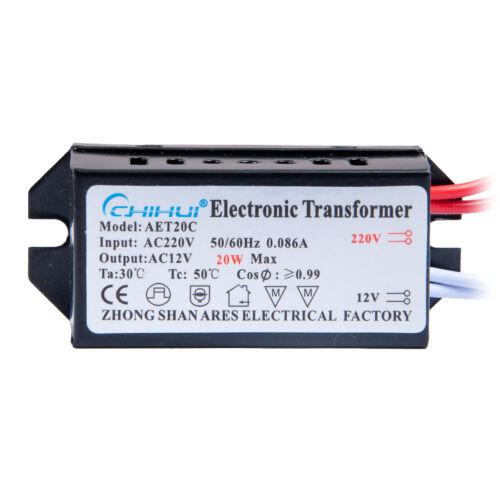 CHIHUI Electronic Transformer
Model: AET20C
Input: AC220V 50/60Hz 0.086A
Output: AC12V 20W Max
220V
Ta:30℃ Tc: 50℃ Cosϕ: ≥0.99
12V
CE F M
ZHONG SHAN ARES ELECTRICAL FACTORY